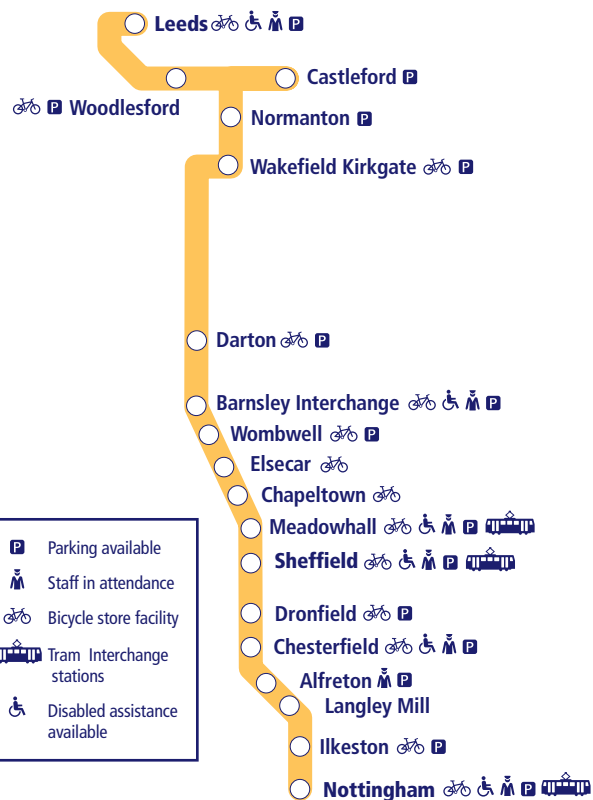 Leeds P
Castleford P
P Woodlesford
Normanton P
Wakefield Kirkgate P
Darton P
Barnsley Interchange P
Wombwell P
Elsecar
Chapeltown
Meadowhall P
Sheffield P
Dronfield P
Chesterfield P
Alfreton P
Langley Mill
Ilkeston P
Nottingham P
P Parking available
Staff in attendance
Bicycle store facility
Tram Interchange
stations
Disabled assistance
available